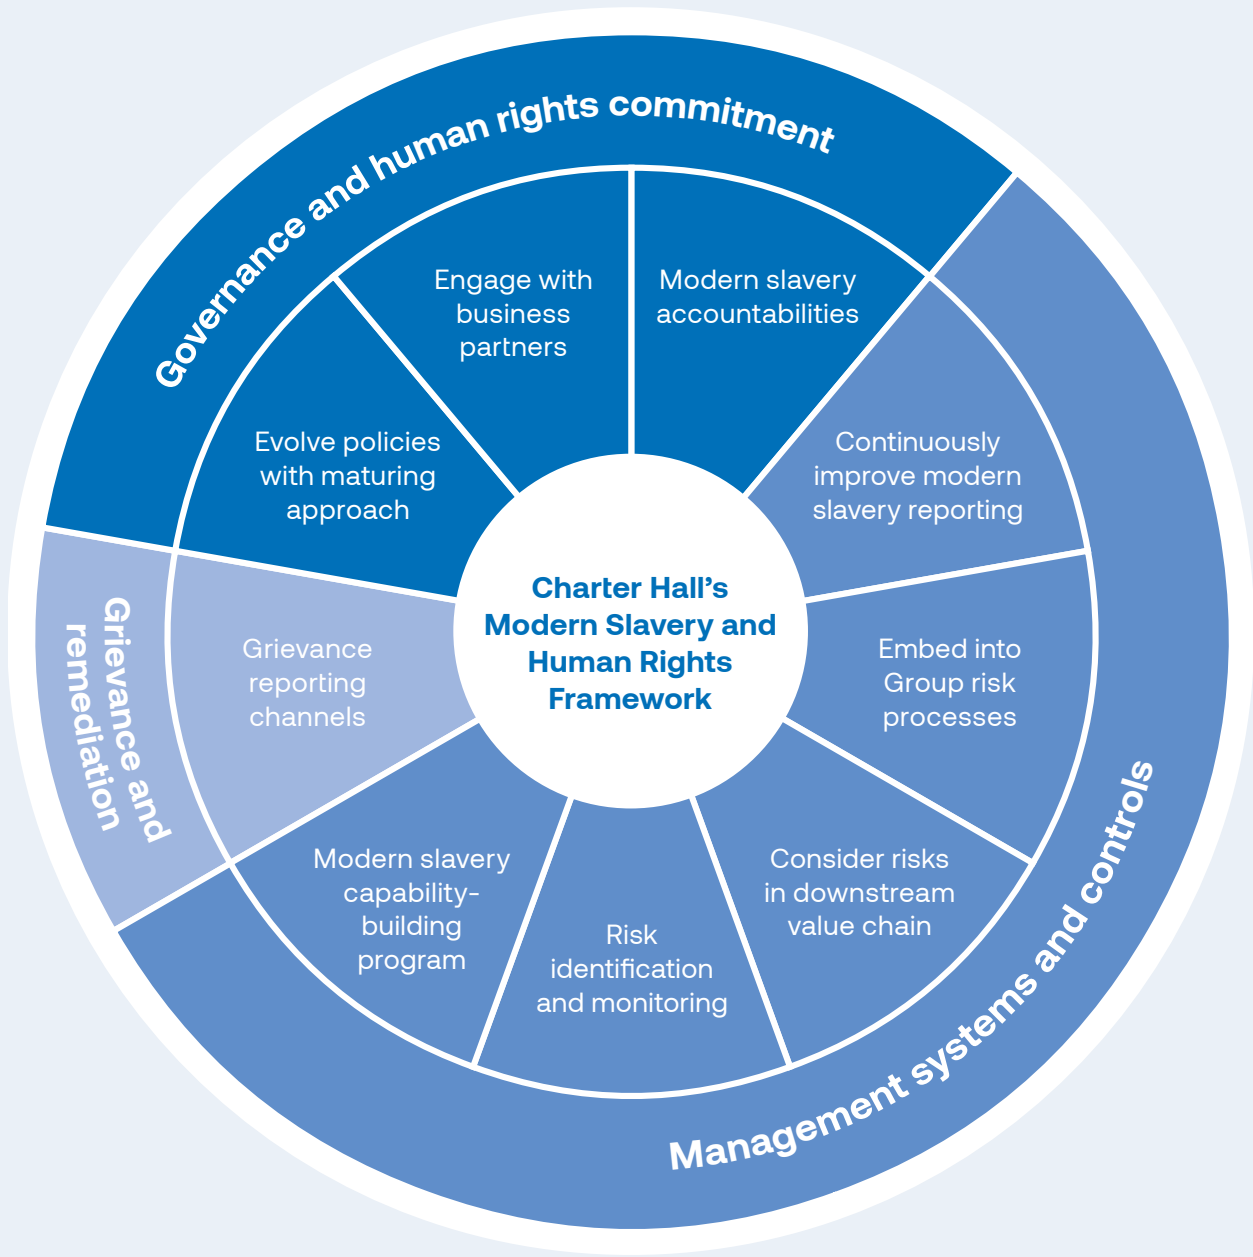 Governance and human rights commitment
Engage with
business
partners
Modern slavery
accountabilities
Evolve policies
with maturing
approach
Continuously
improve modern
slavery reporting
Charter Hall’s
Modern Slavery and
Human Rights
Framework
Grievance and
remediation
Grievance
reporting
channels
Embed into
Group risk
processes
Modern slavery
capability-
building
program
Risk
identification
and monitoring
Consider risks
in downstream
value chain
Management systems and controls